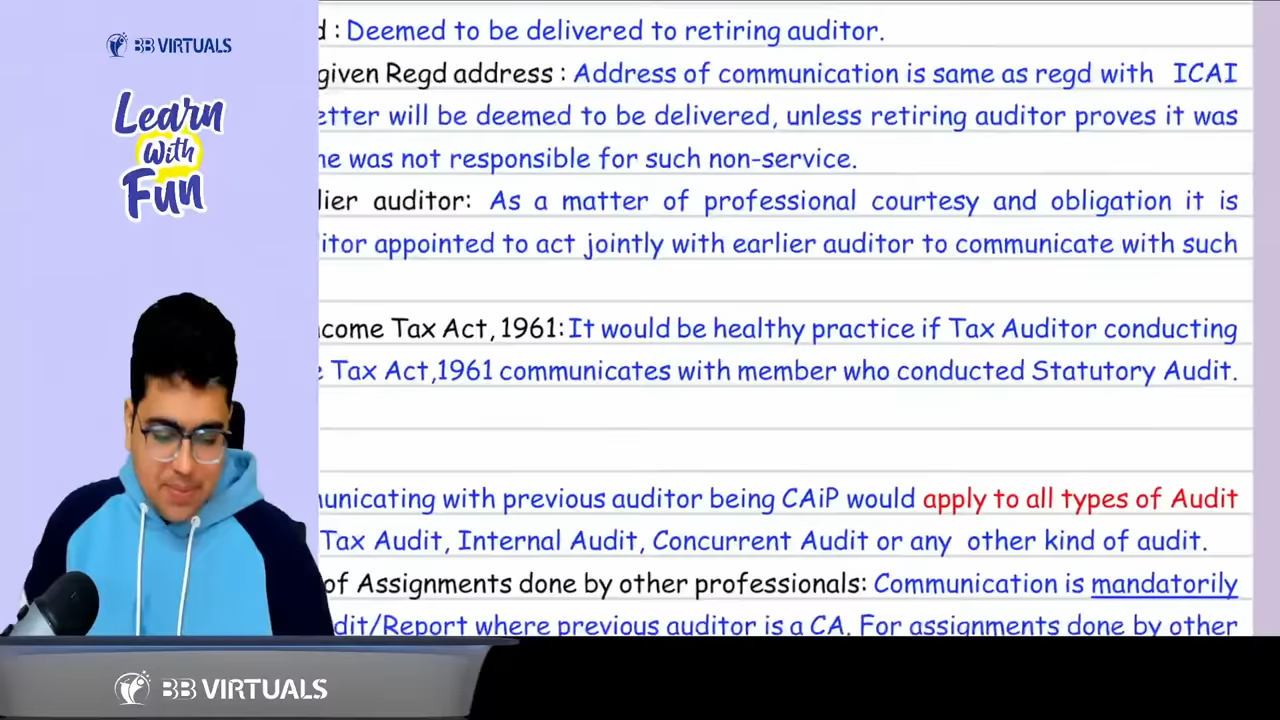 BB VIRTUALS
Learn
With
Fun
d : Deemed to be delivered to retiring auditor.
given Regd address : Address of communication is same as regd with ICAI
etter will be deemed to be delivered, unless retiring auditor proves it was
he was not responsible for such non-service.
lier auditor: As a matter of professional courtesy and obligation it is
itor appointed to act jointly with earlier auditor to communicate with such
ncome Tax Act, 1961: It would be healthy practice if Tax Auditor conducting
e Tax Act,1961 communicates with member who conducted Statutory Audit.
unicating with previous auditor being CAiP would apply to all types of Audit
Tax Audit, Internal Audit, Concurrent Audit or any other kind of audit.
of Assignments done by other professionals: Communication is mandatorily
dit/Report where previous auditor is a CA. For assignments done by other
BB VIRTUALS